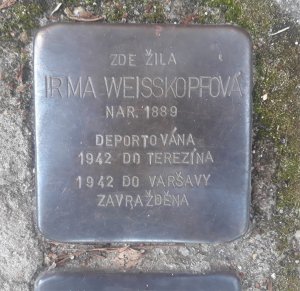 ZDE ŽILA
IRMA WEISSKOPFOVÁ
NAR. 1889
DEPORTOVÁNA
1942 DO TEREZÍNA
1942 DO VARŠAVY
ZAVRAŽDĚNA